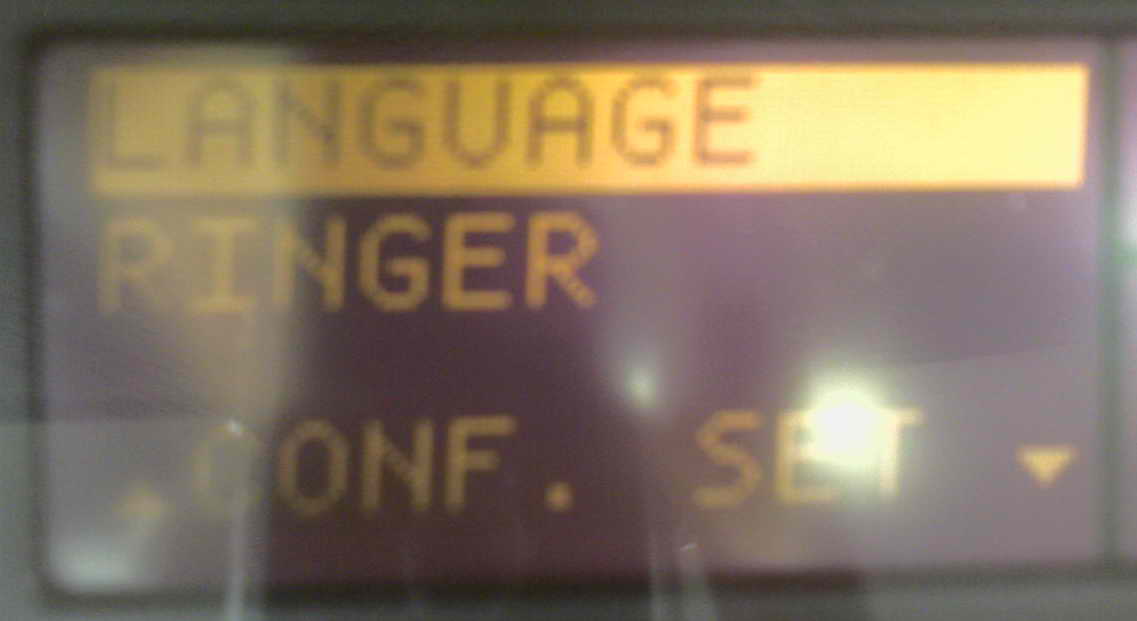 LANGUAGE
RINGER
CONF. SET